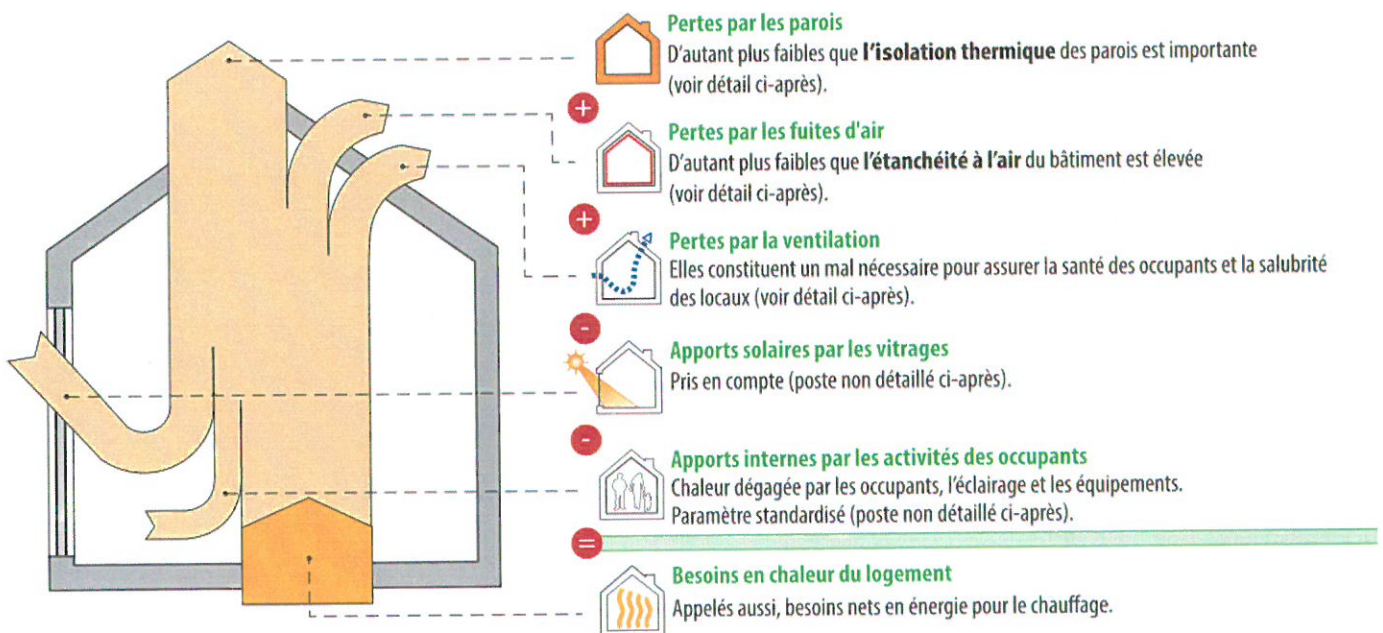 Pertes par les parois
D'autant plus faibles que l'isolation thermique des parois est importante
(voir détail ci-après).
+
Pertes par les fuites d'air
D'autant plus faibles que l'étanchéité à l'air du bâtiment est élevée
(voir détail ci-après).
+
Pertes par la ventilation
Elles constituent un mal nécessaire pour assurer la santé des occupants et la salubrité
des locaux (voir détail ci-après).
-
Apports solaires par les vitrages
Pris en compte (poste non détaillé ci-après).
-
Apports internes par les activités des occupants
Chaleur dégagée par les occupants, l'éclairage et les équipements.
Paramètre standardisé (poste non détaillé ci-après).
=
Besoins en chaleur du logement
Appelés aussi, besoins nets en énergie pour le chauffage.